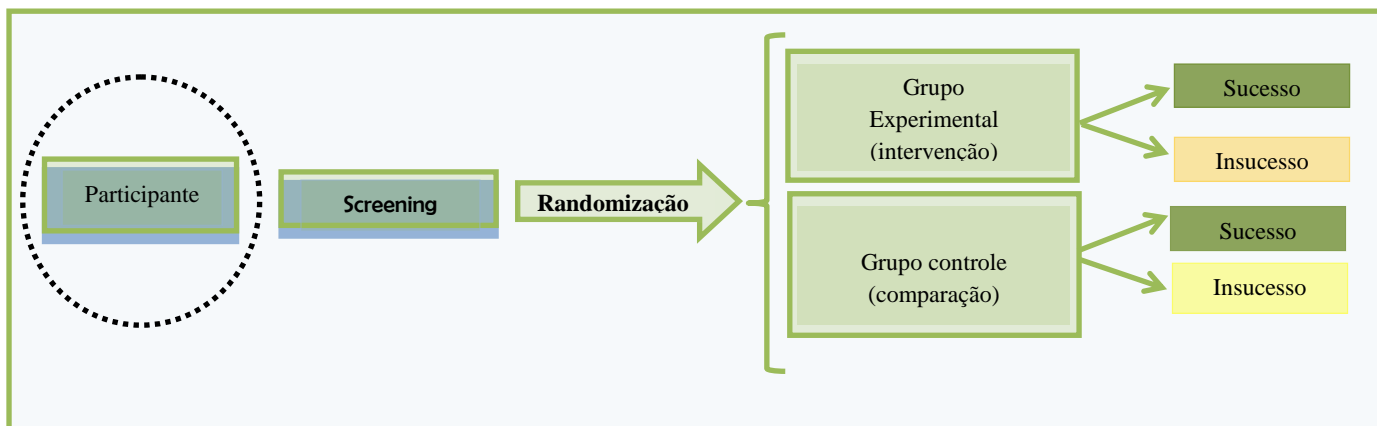 Participante
Screening
Randomização
Grupo
Experimental
(intervenção)
Sucesso
Insucesso
Grupo controle
(comparação)
Sucesso
Insucesso